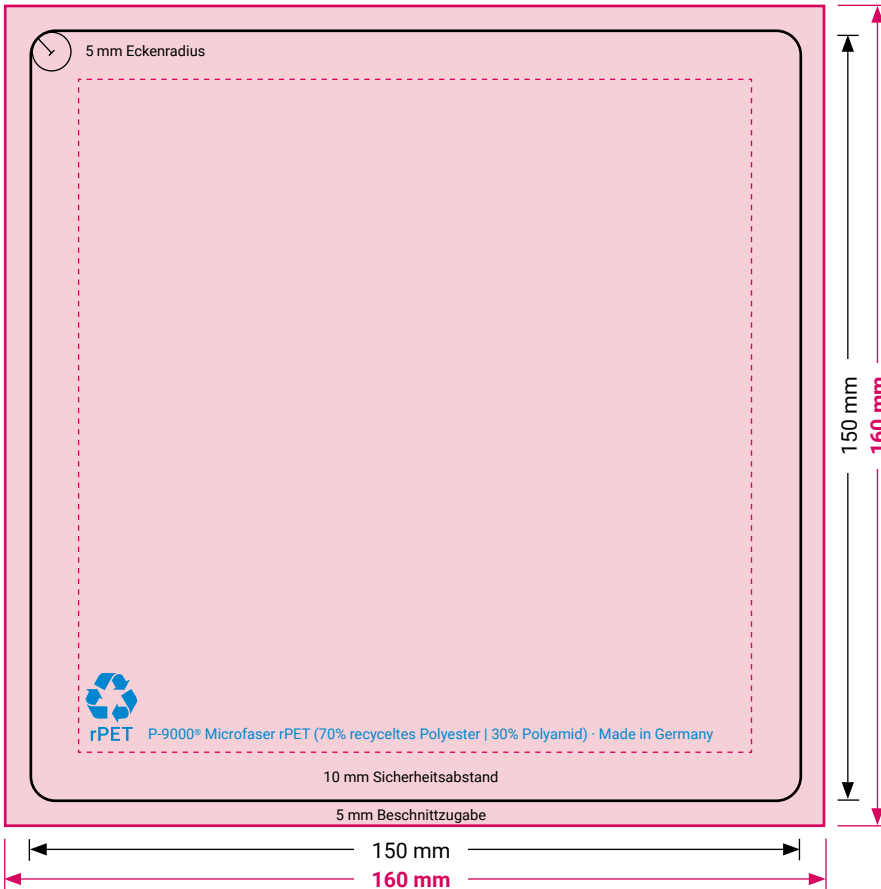 5 mm Eckenradius
150 mm
160 mm
rPET
P-9000® Microfaser rPET (70% recyceltes Polyester | 30% Polyamid) · Made in Germany
10 mm Sicherheitsabstand
5 mm Beschnittzugabe
150 mm
160 mm